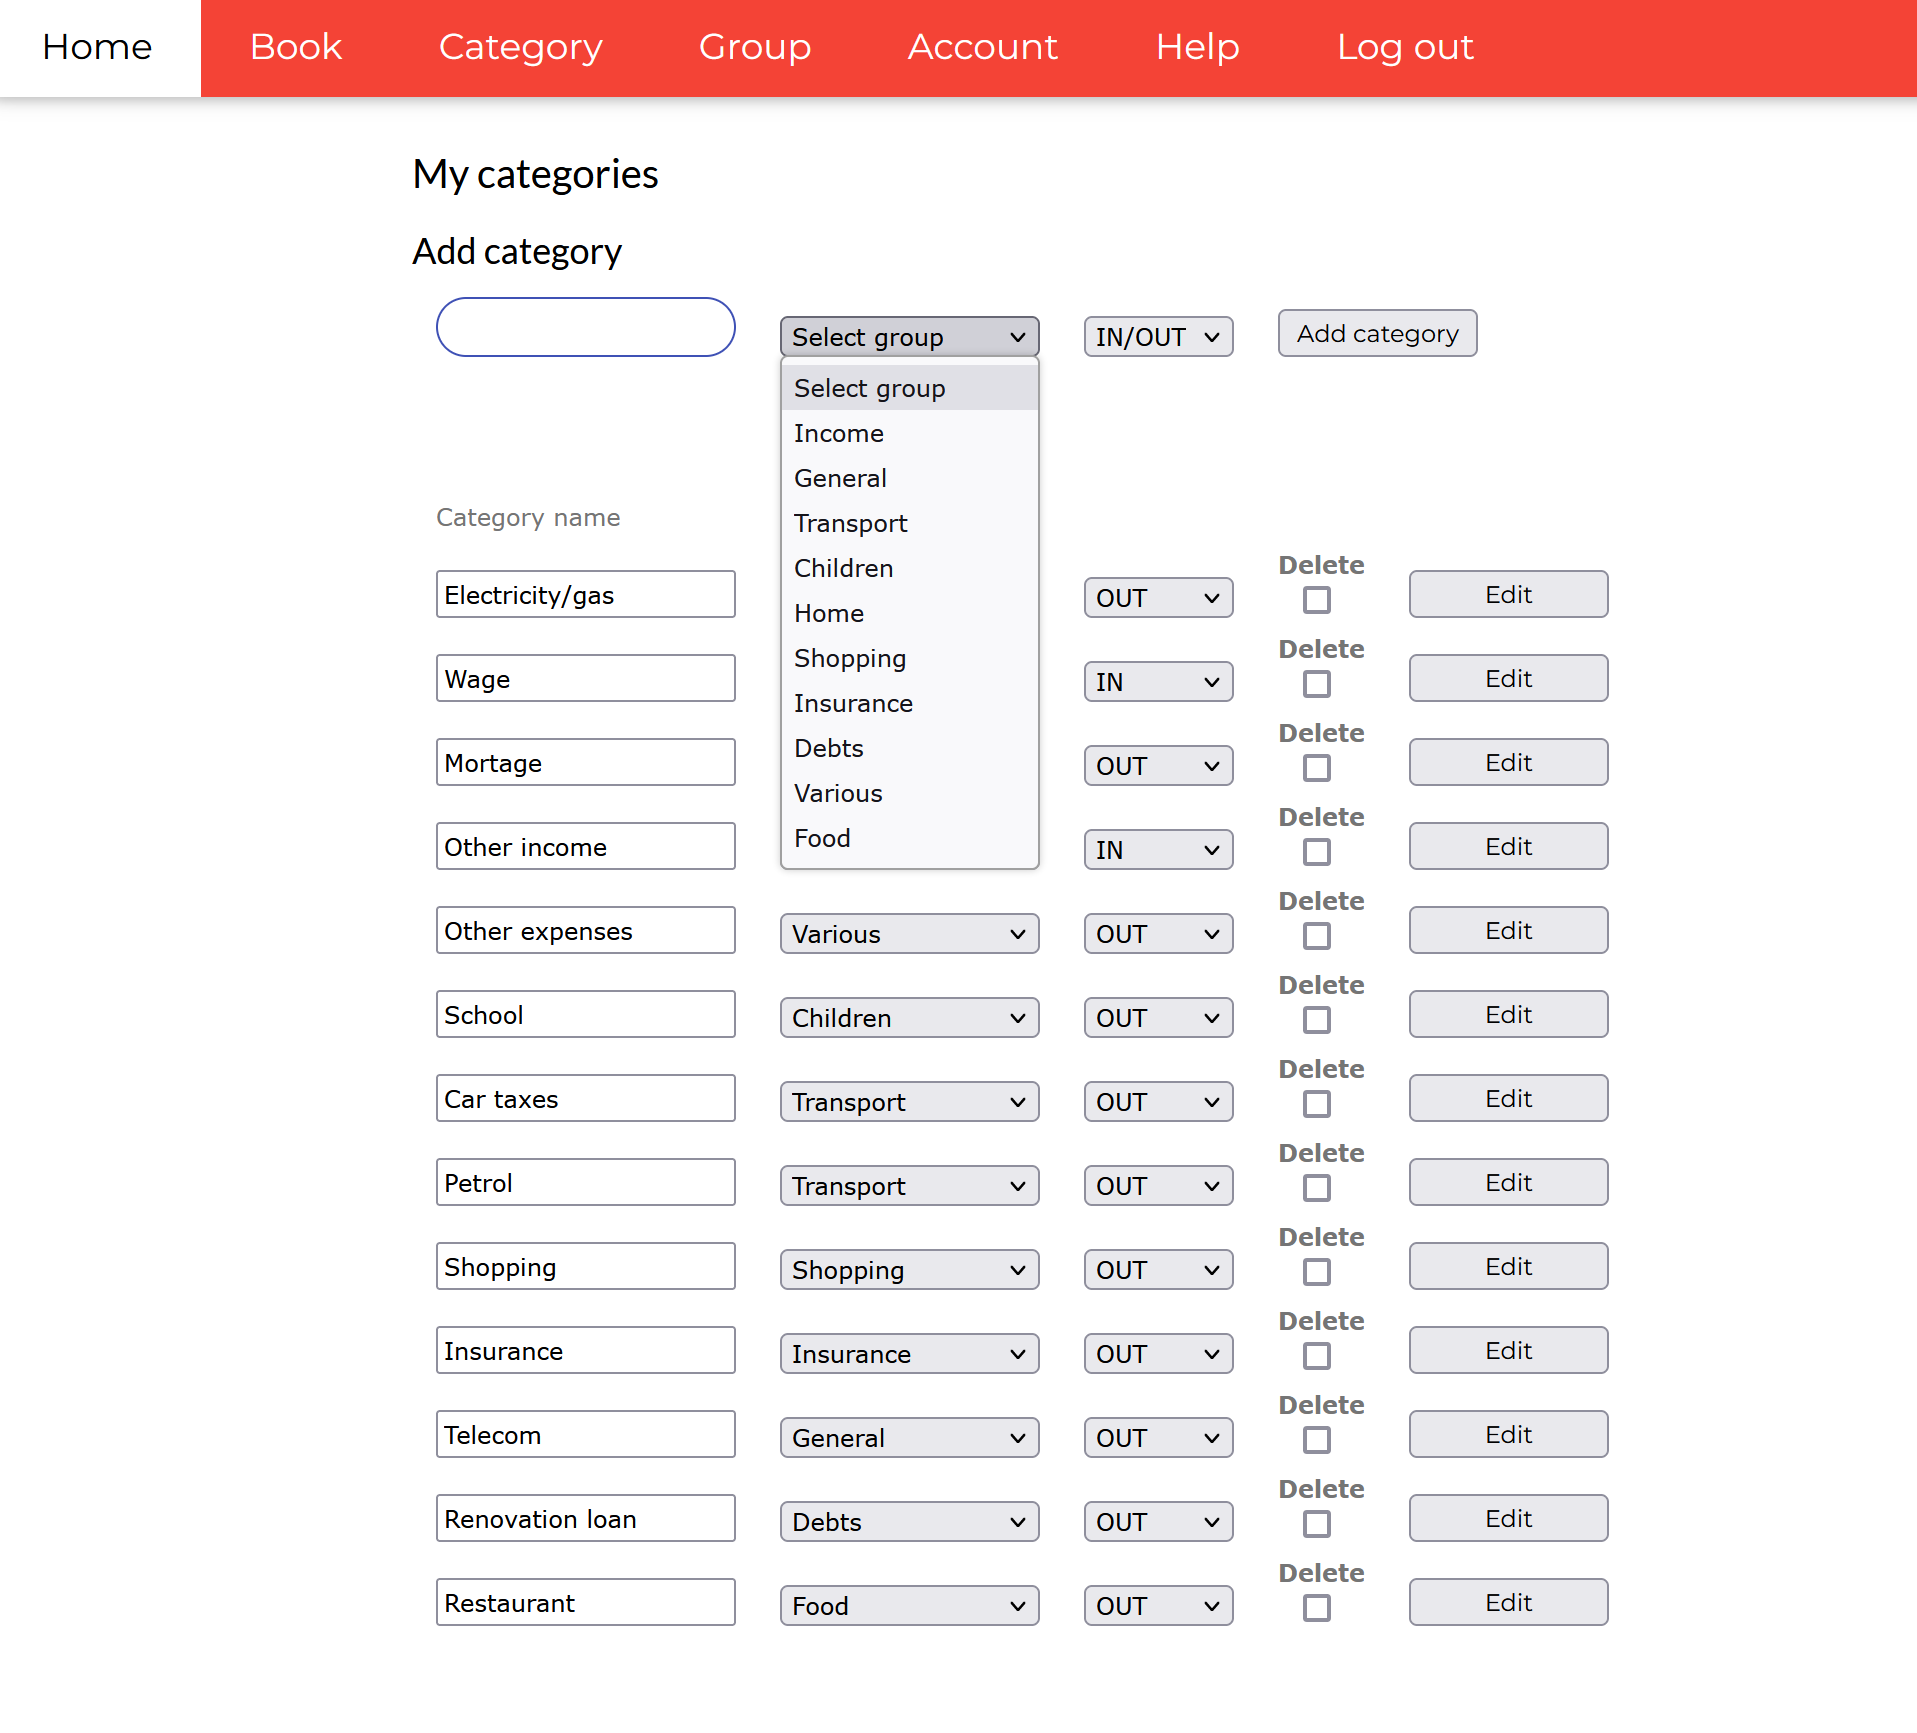 Home Book Category Group Account Help Log out
My categories
Add category
Select group IN/OUT Add category
Select group
Income
General
Transport
Children
Home
Shopping
Insurance
Debts
Various
Food
Category name
Delete
Electricity/gas OUT Edit
Delete
Wage IN Edit
Delete
Mortage OUT Edit
Delete
Other income IN Edit
Delete
Other expenses Various OUT Edit
Delete
School Children OUT Edit
Delete
Car taxes Transport OUT Edit
Delete
Petrol Transport OUT Edit
Delete
Shopping Shopping OUT Edit
Delete
Insurance Insurance OUT Edit
Delete
Telecom General OUT Edit
Delete
Renovation loan Debts OUT Edit
Delete
Restaurant Food OUT Edit